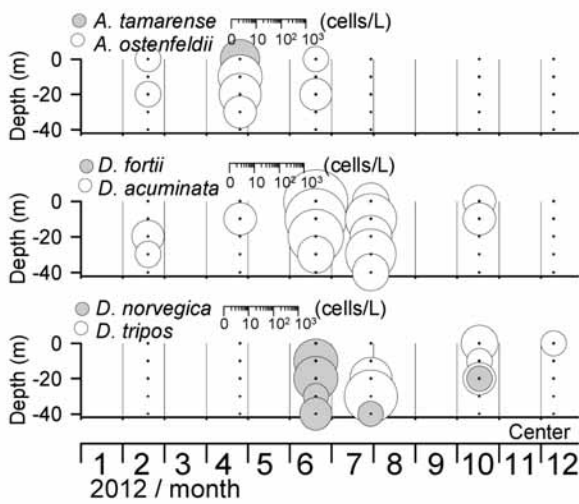 A. tamarense
A. ostenfeldii
0 10 10² 10³ (cells/L)
Depth (m)
0
-20
-40
D. fortii
D. acuminata
0 10 10² 10³ (cells/L)
Depth (m)
0
-20
-40
D. norvegica
D. tripos
0 10 10² 10³ (cells/L)
Depth (m)
0
-20
-40
Center
1 2 3 4 5 6 7 8 9 10 11 12
2012 / month